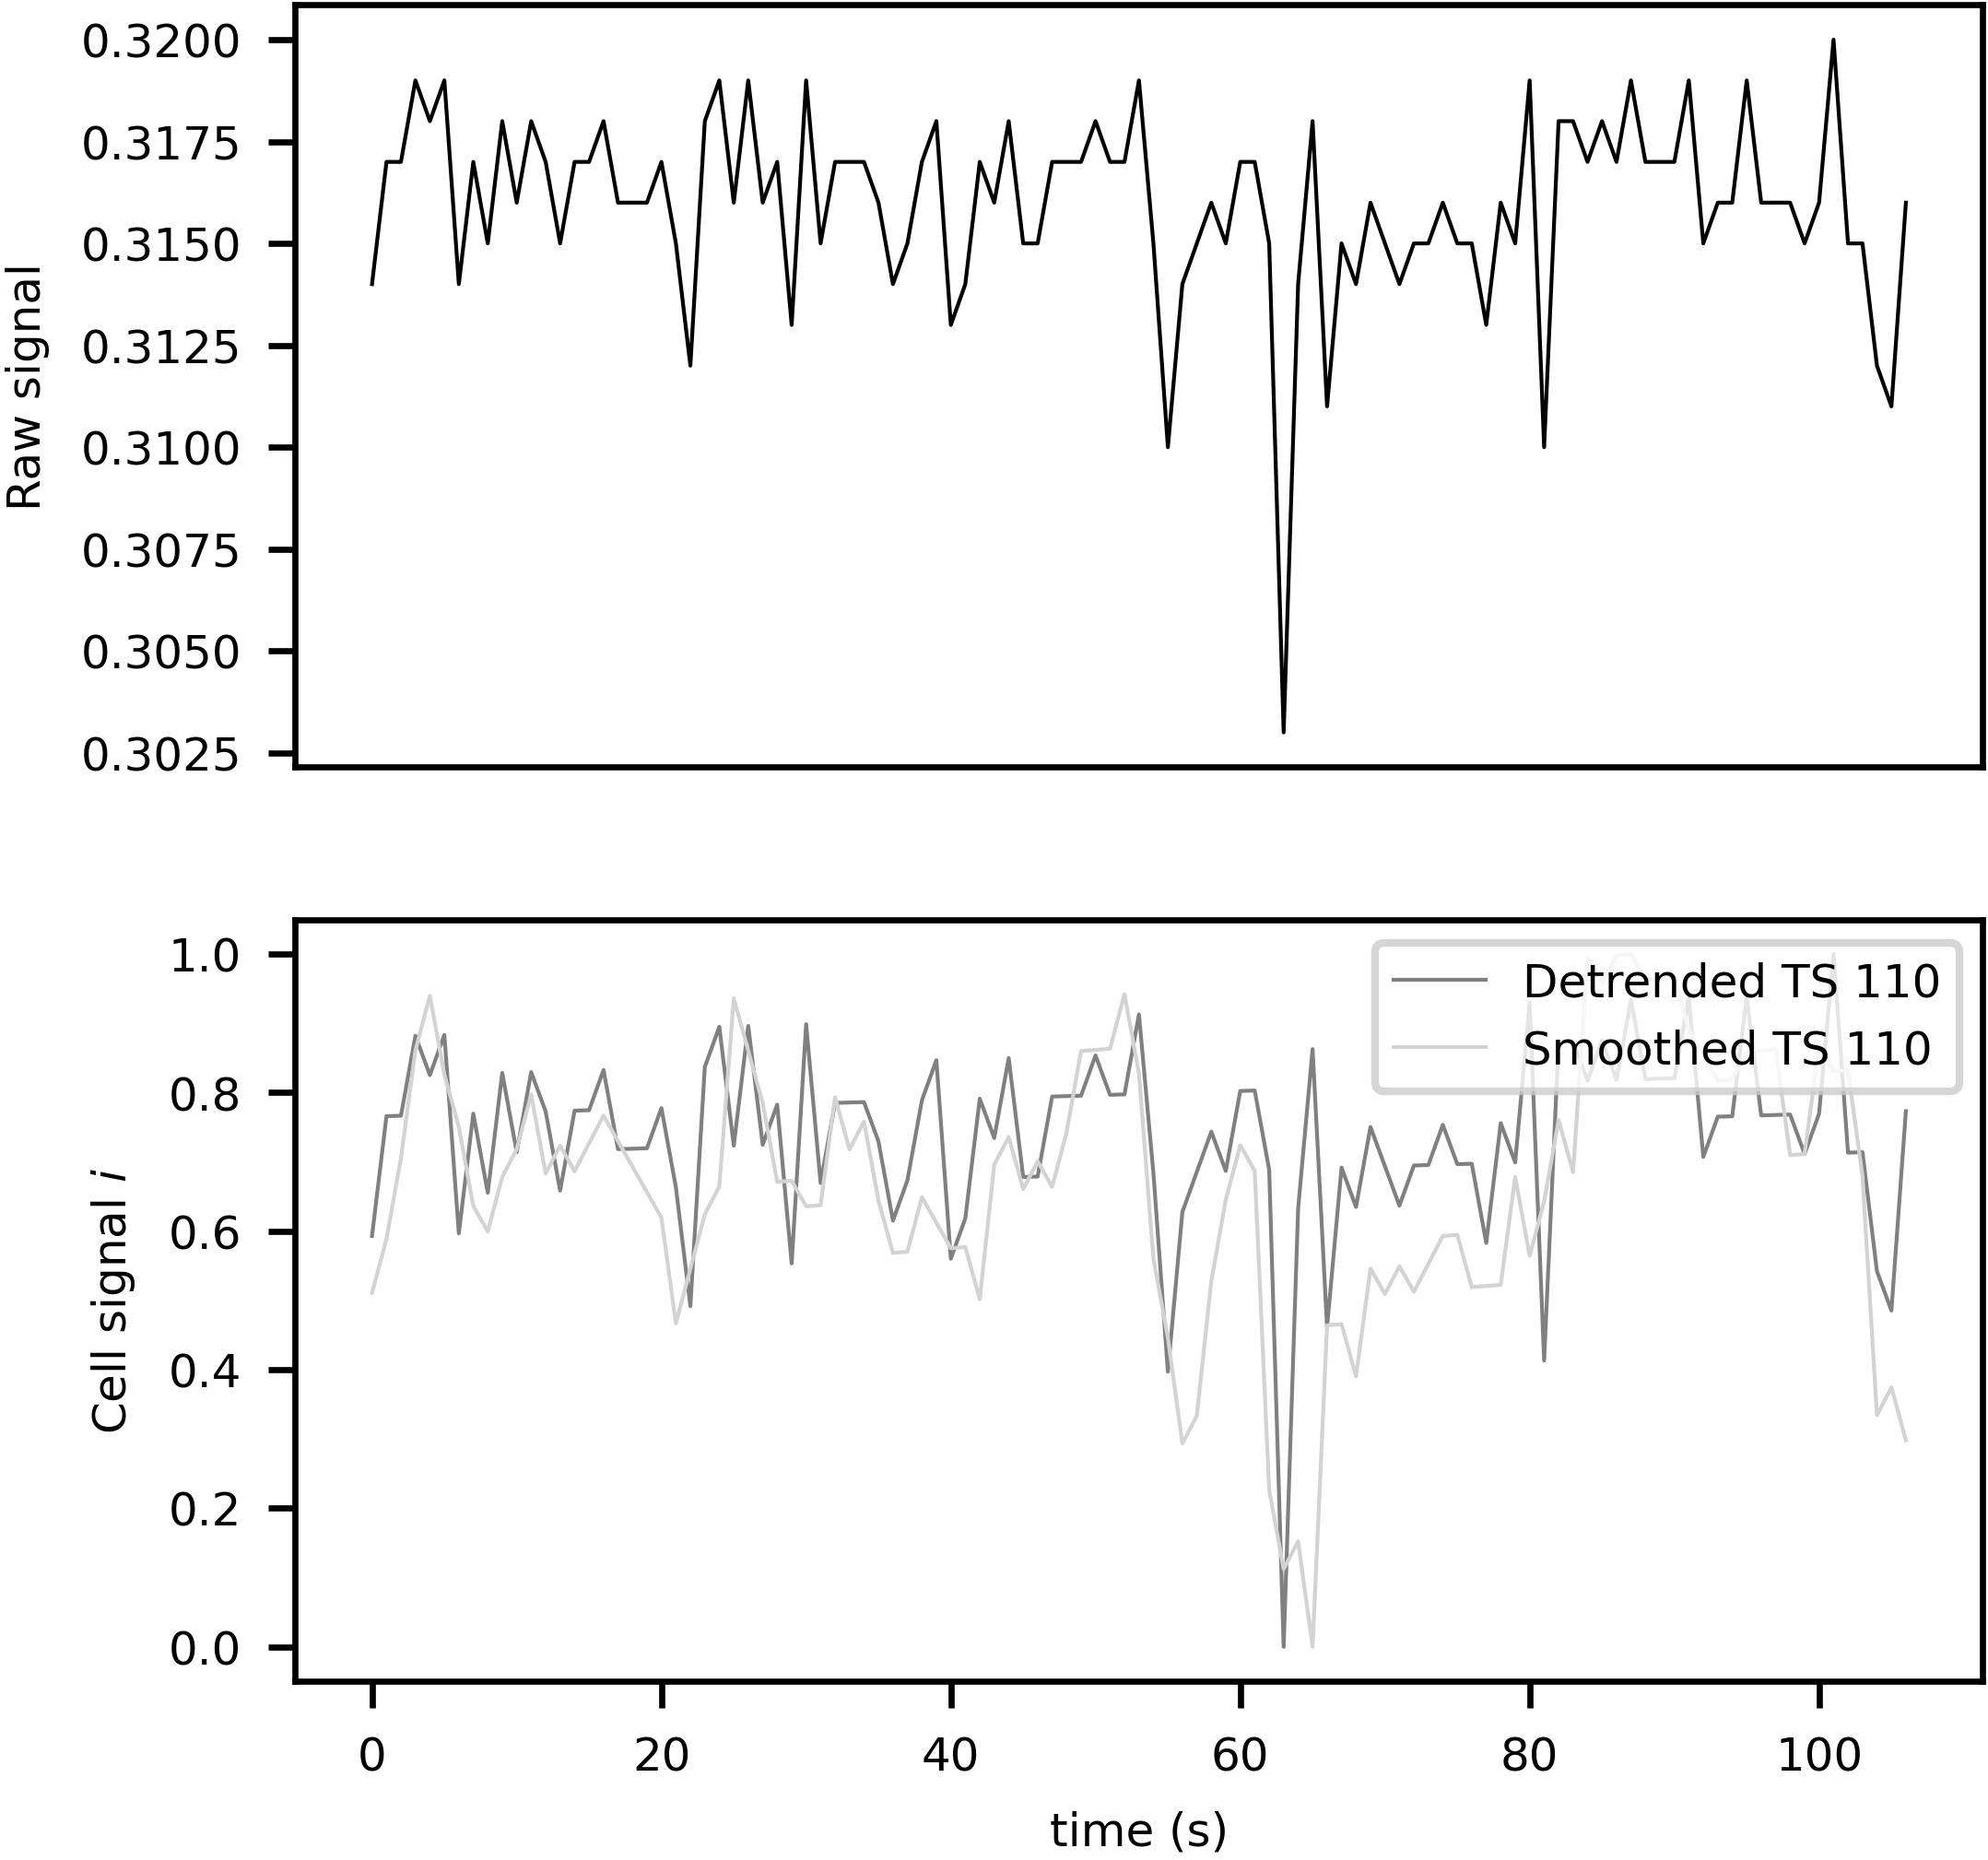 0.3200
0.3175
0.3150
0.3125
0.3100
0.3075
0.3050
0.3025
Raw signal
1.0
0.8
0.6
0.4
0.2
0.0
Cell signal i
Detrended TS 110
Smoothed TS 110
0 20 40 60 80 100
time (s)